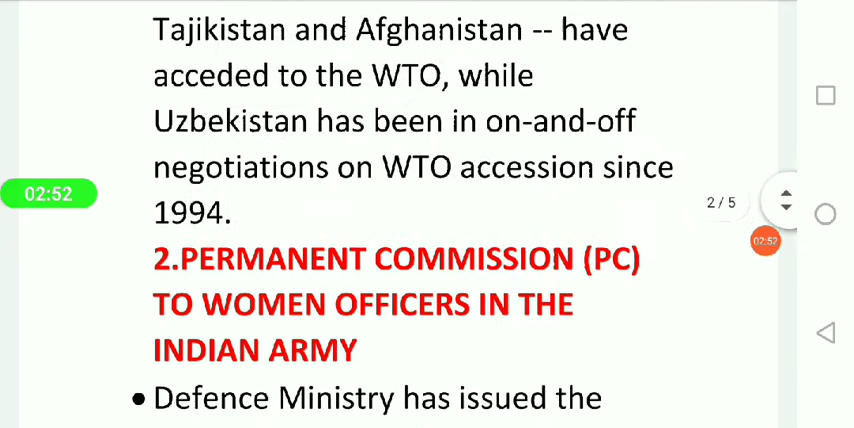 Tajikistan and Afghanistan -- have
acceded to the WTO, while
Uzbekistan has been in on-and-off
negotiations on WTO accession since
02:52
2 / 5
1994.
02:52
2.PERMANENT COMMISSION (PC)
TO WOMEN OFFICERS IN THE
INDIAN ARMY
• Defence Ministry has issued the